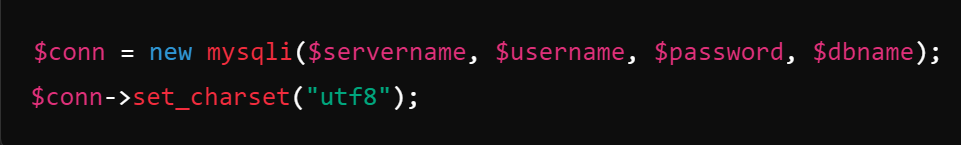 $conn = new mysqli($servername, $username, $password, $dbname);
$conn->set_charset("utf8");